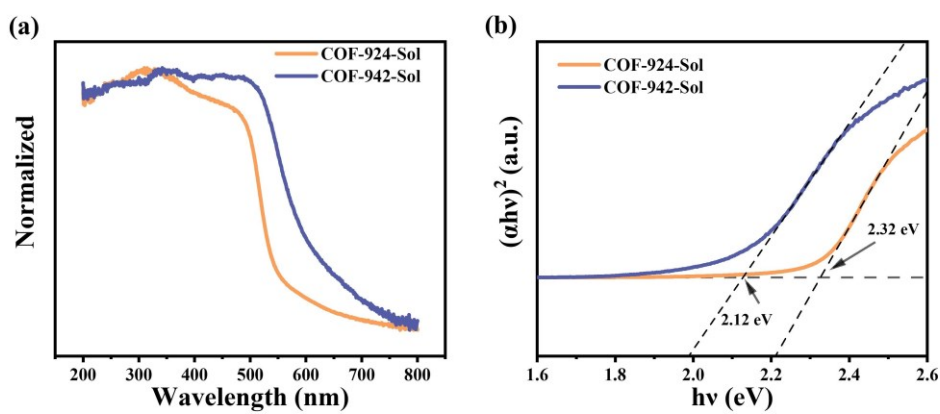 (a)
COF-924-Sol
COF-942-Sol
Normalized
200 300 400 500 600 700 800
Wavelength (nm)
(b)
COF-924-Sol
COF-942-Sol
(αhν)² (a.u.)
2.32 eV
2.12 eV
1.6 1.8 2.0 2.2 2.4 2.6
hν (eV)